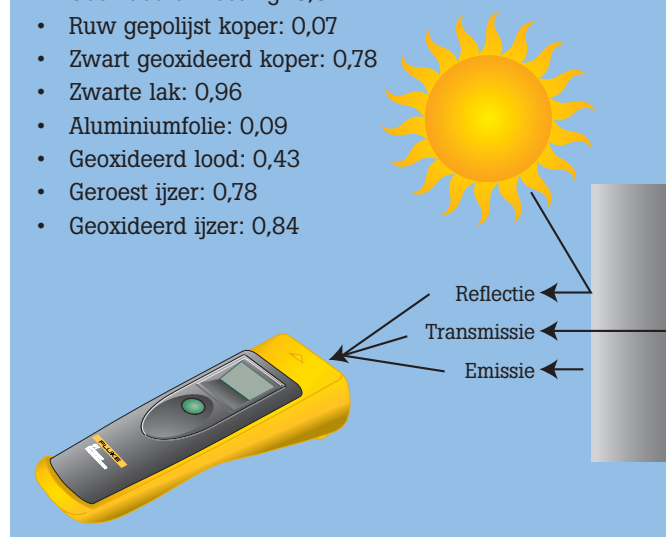 • Ruw gepolijst koper: 0,07
• Zwart geoxideerd koper: 0,78
• Zwarte lak: 0,96
• Aluminiumfolie: 0,09
• Geoxideerd lood: 0,43
• Geroest ijzer: 0,78
• Geoxideerd ijzer: 0,84
Reflectie
Transmissie
Emissie
FLUKE